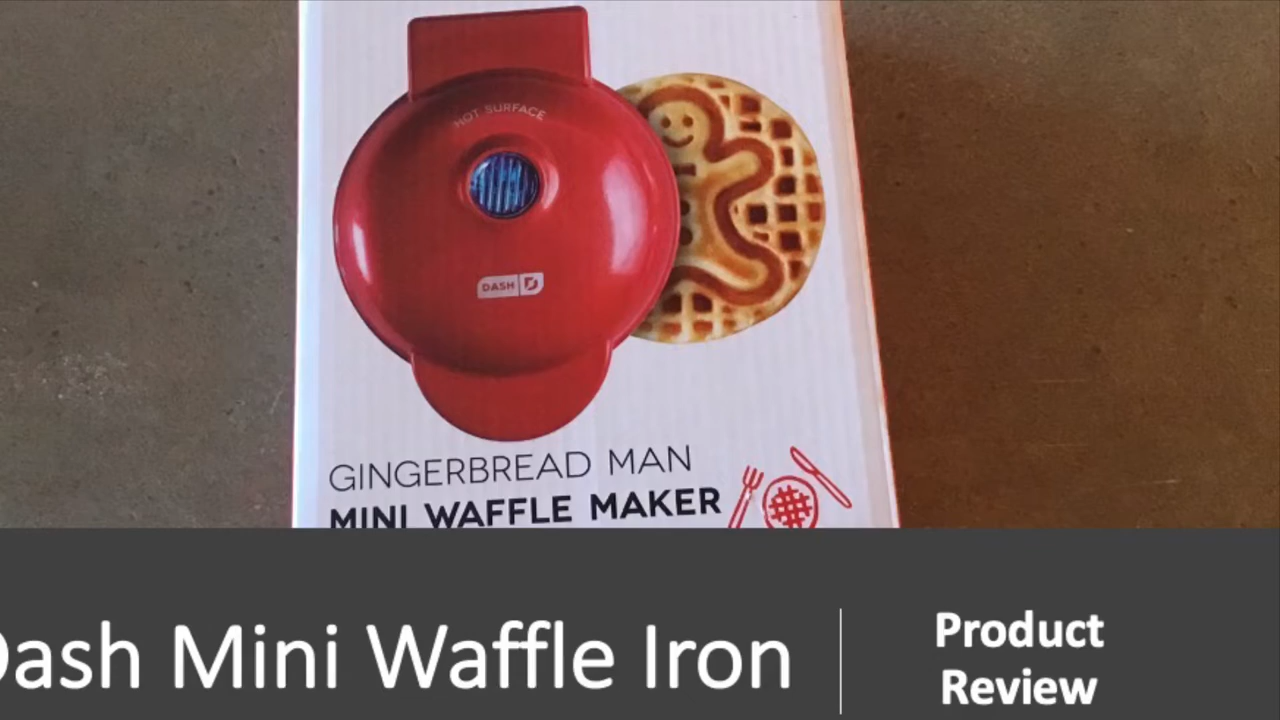 HOT SURFACE
DASH
GINGERBREAD MAN
MINI WAFFLE MAKER
Dash Mini Waffle Iron
Product
Review